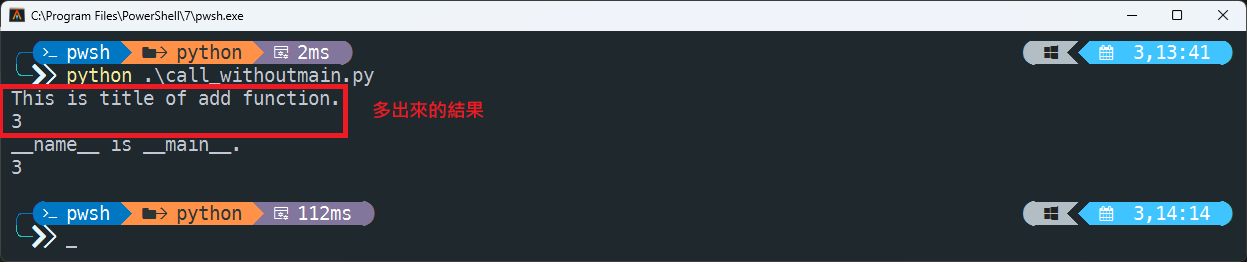 C:\Program Files\PowerShell\7\pwsh.exe
pwsh python 2ms 3,13:41
python .\call_withoutmain.py
This is title of add function.
3
多出來的結果
__name__ is __main__.
3
pwsh python 112ms 3,14:14
_